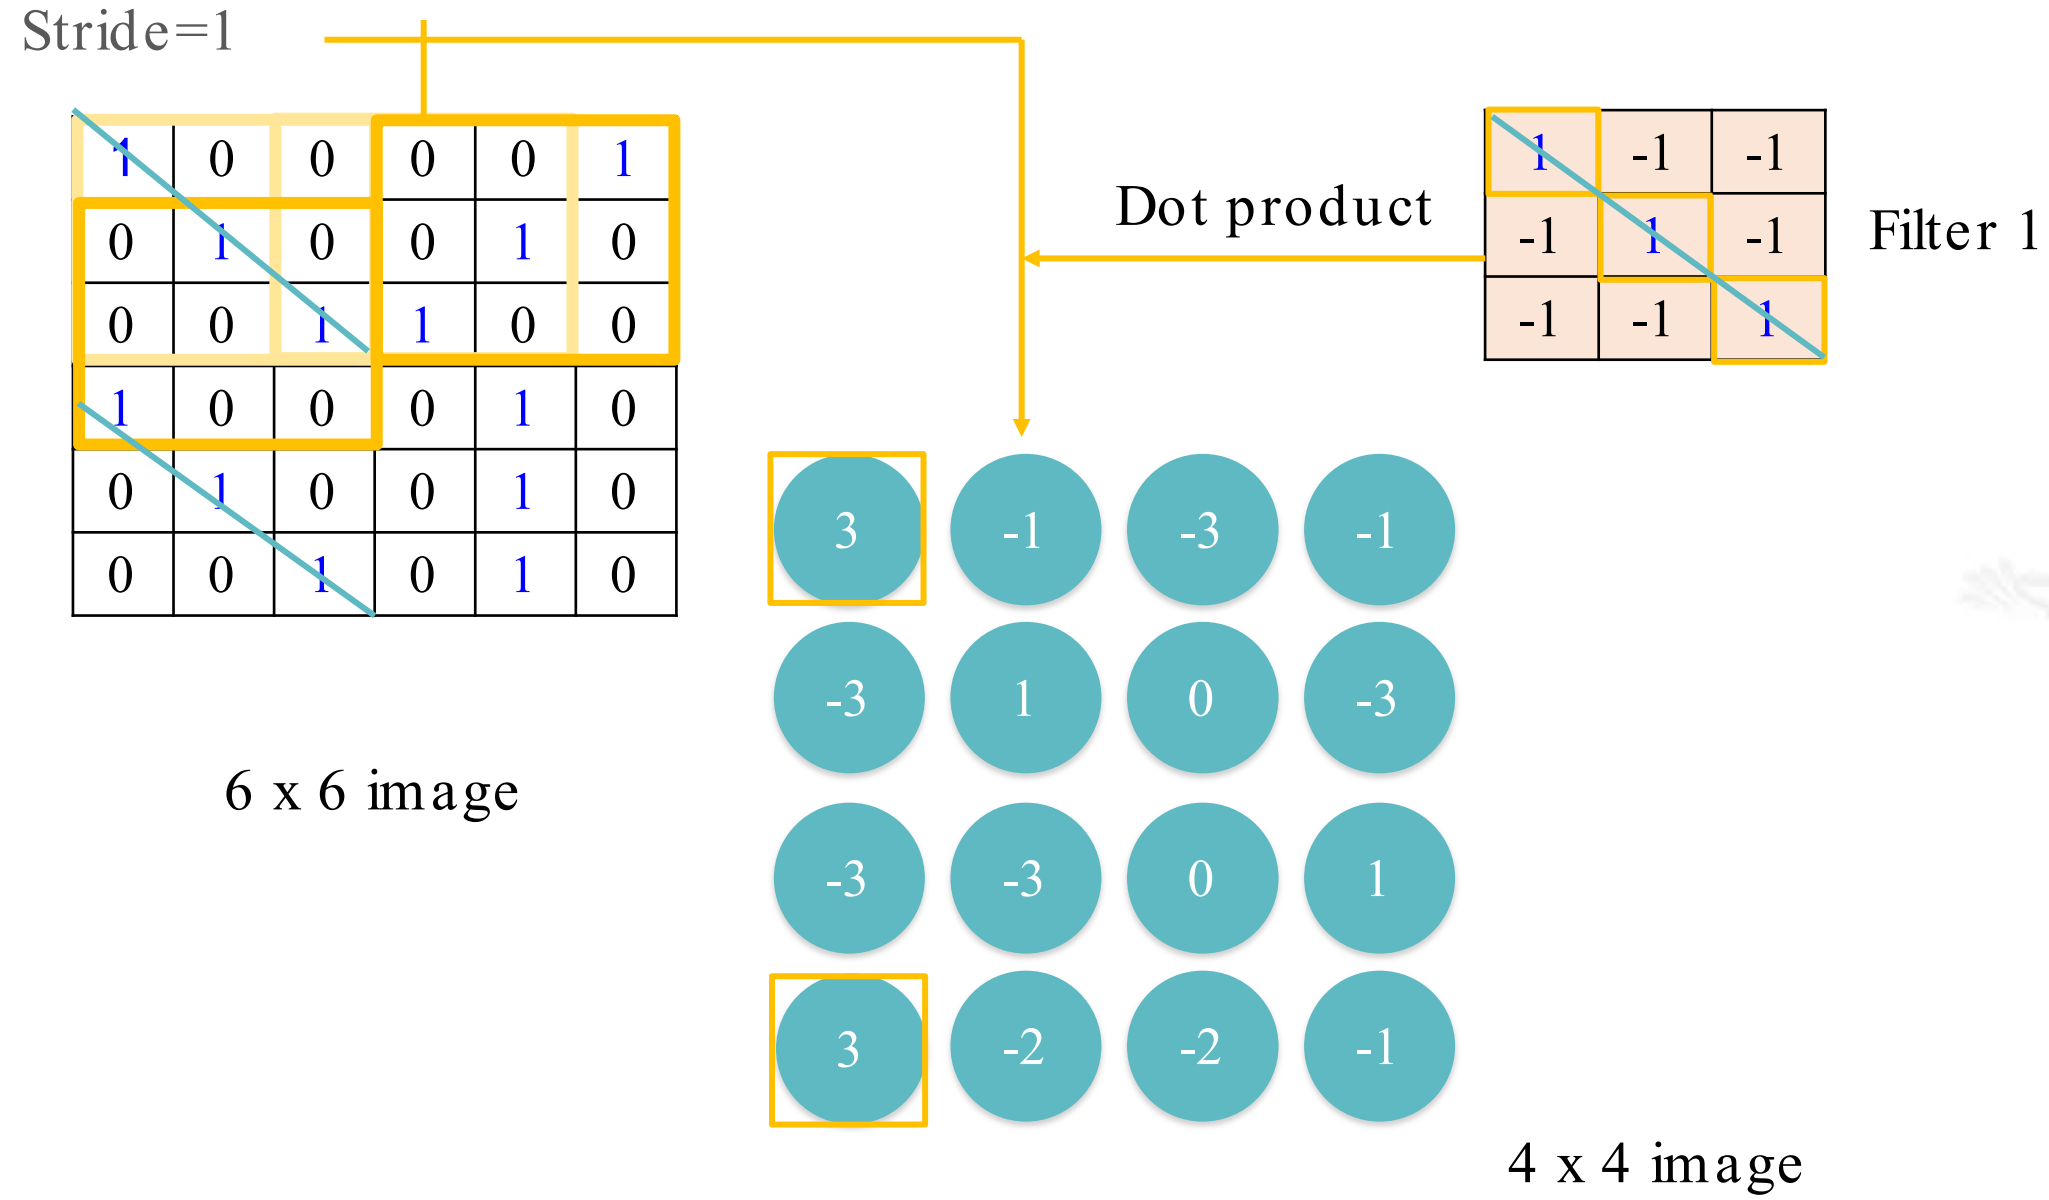 Stride=1
1 0 0 0 0 1
0 1 0 0 1 0
0 0 1 1 0 0
1 0 0 0 1 0
0 1 0 0 1 0
0 0 1 0 1 0
6 x 6 image
Dot product
1 -1 -1
-1 1 -1
-1 -1 1
Filter 1
3 -1 -3 -1
-3 1 0 -3
-3 -3 0 1
3 -2 -2 -1
4 x 4 image